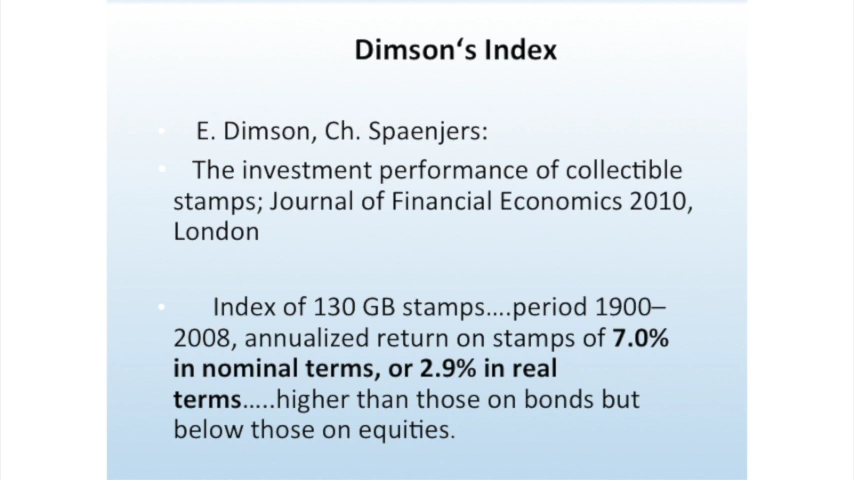 Dimson‘s Index
E. Dimson, Ch. Spaenjers:
The investment performance of collectible
stamps; Journal of Financial Economics 2010,
London
Index of 130 GB stamps....period 1900–
2008, annualized return on stamps of 7.0%
in nominal terms, or 2.9% in real
terms.....higher than those on bonds but
below those on equities.